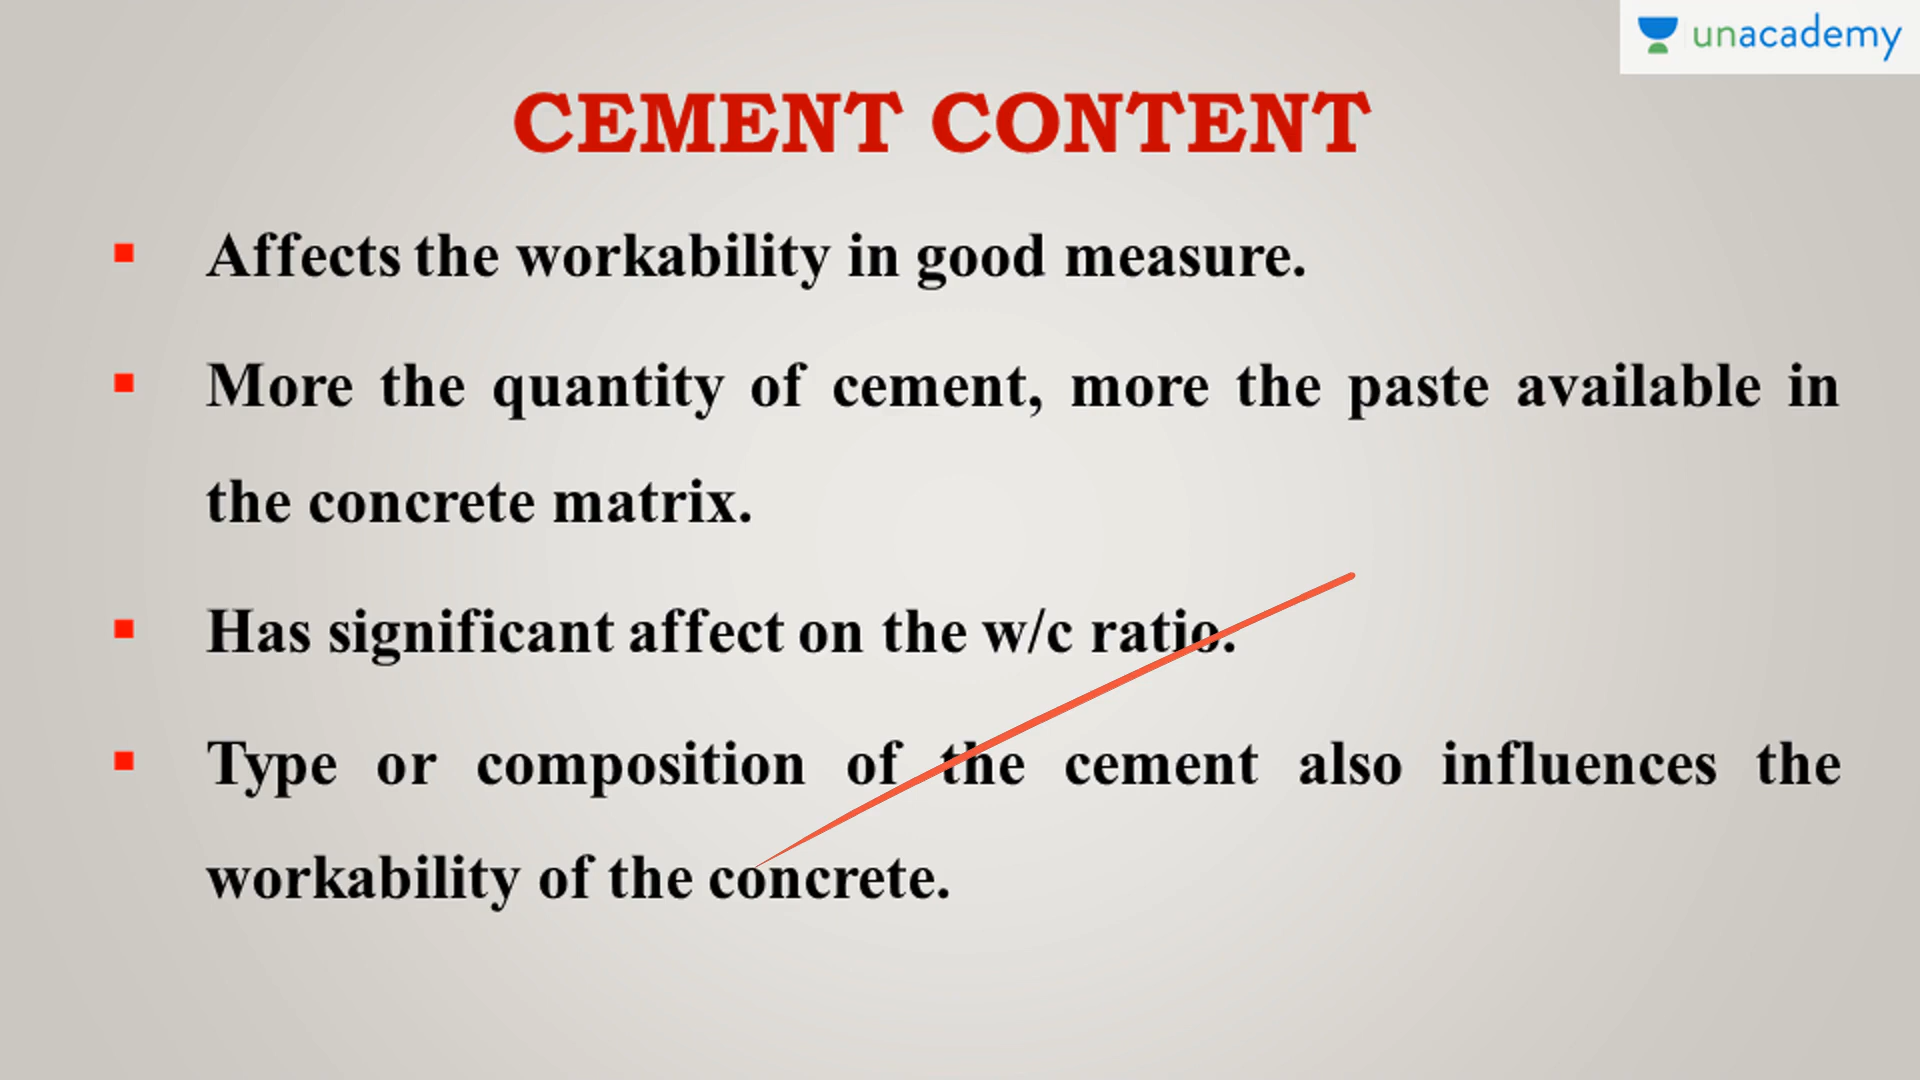 unacademy
CEMENT CONTENT
Affects the workability in good measure.
More the quantity of cement, more the paste available in
the concrete matrix.
Has significant affect on the w/c ratio.
Type or composition of the cement also influences the
workability of the concrete.